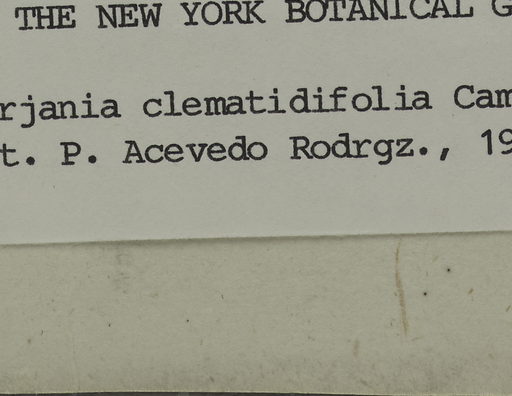 THE NEW YORK BOTANICAL G
rjania clematidifolia Cam
t. P. Acevedo Rodrgz., 19